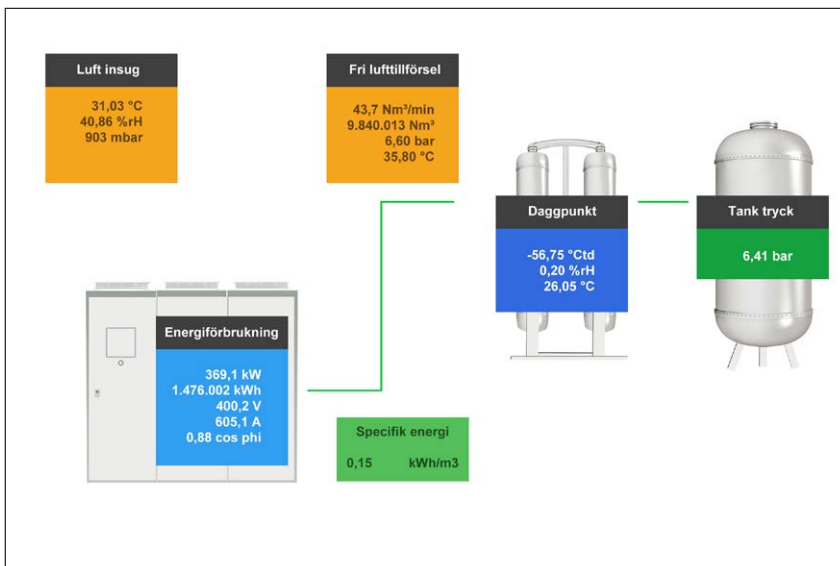 Luft insug
31,03 °C
40,86 %rH
903 mbar
Fri lufttillförsel
43,7 Nm³/min
9.840.013 Nm³
6,60 bar
35,80 °C
Daggpunkt
-56,75 °Ctd
0,20 %rH
26,05 °C
Tank tryck
6,41 bar
Energiförbrukning
369,1 kW
1.476.002 kWh
400,2 V
605,1 A
0,88 cos phi
Specifik energi
0,15 kWh/m3